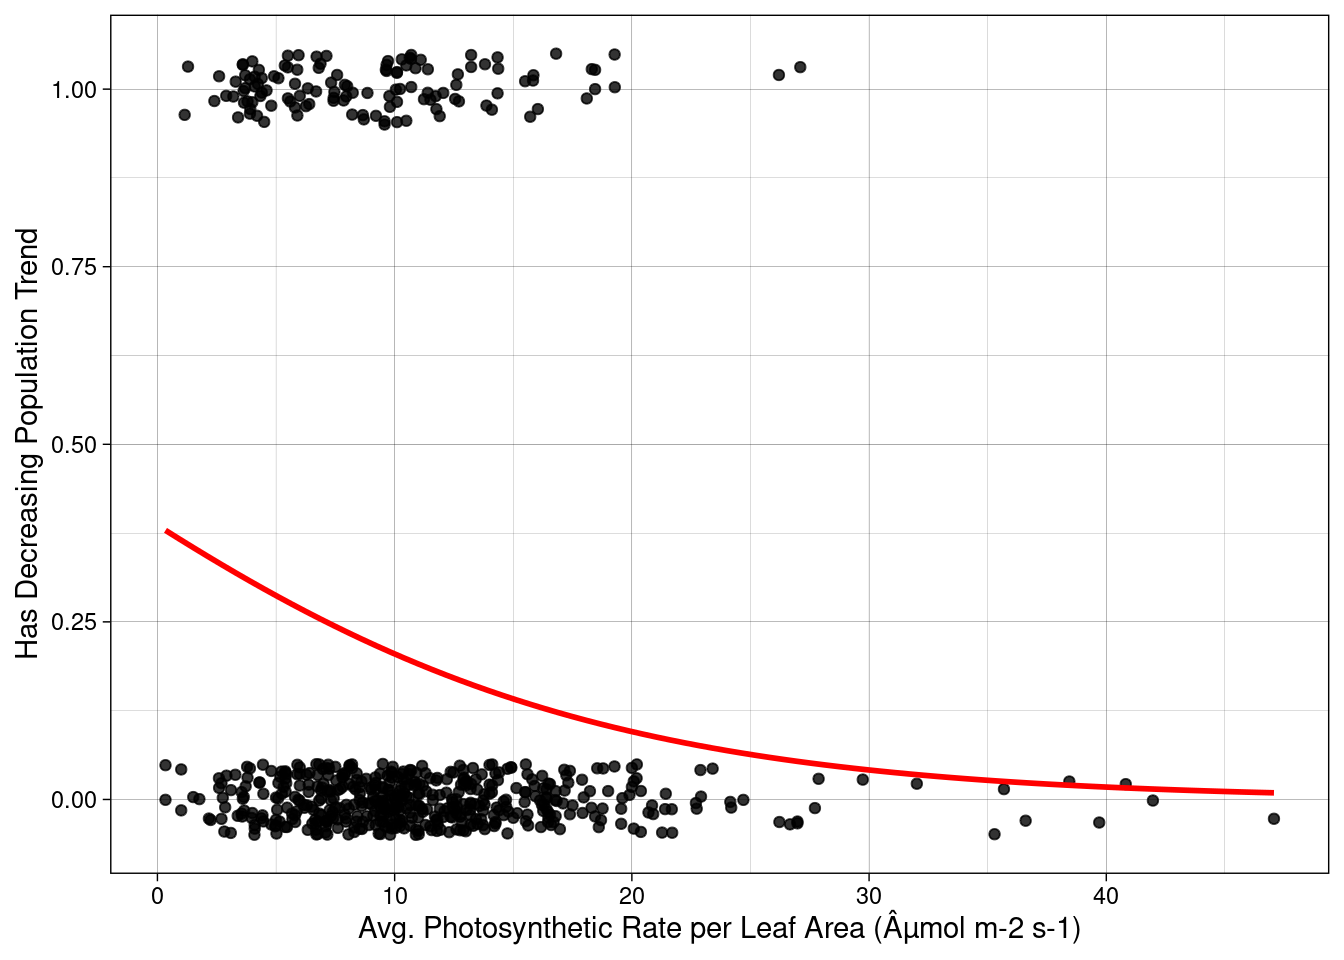 Has Decreasing Population Trend
1.00
0.75
0.50
0.25
0.00
0 10 20 30 40
Avg. Photosynthetic Rate per Leaf Area (Âµmol m-2 s-1)